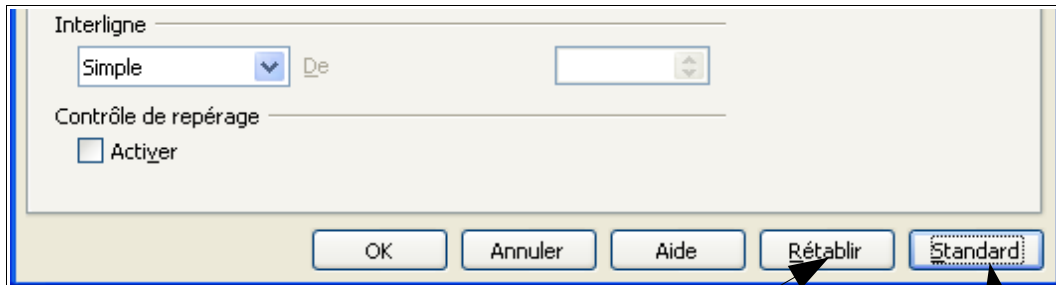 Interligne
Simple De
Contrôle de repérage
Activer
OK Annuler Aide Rétablir Standard